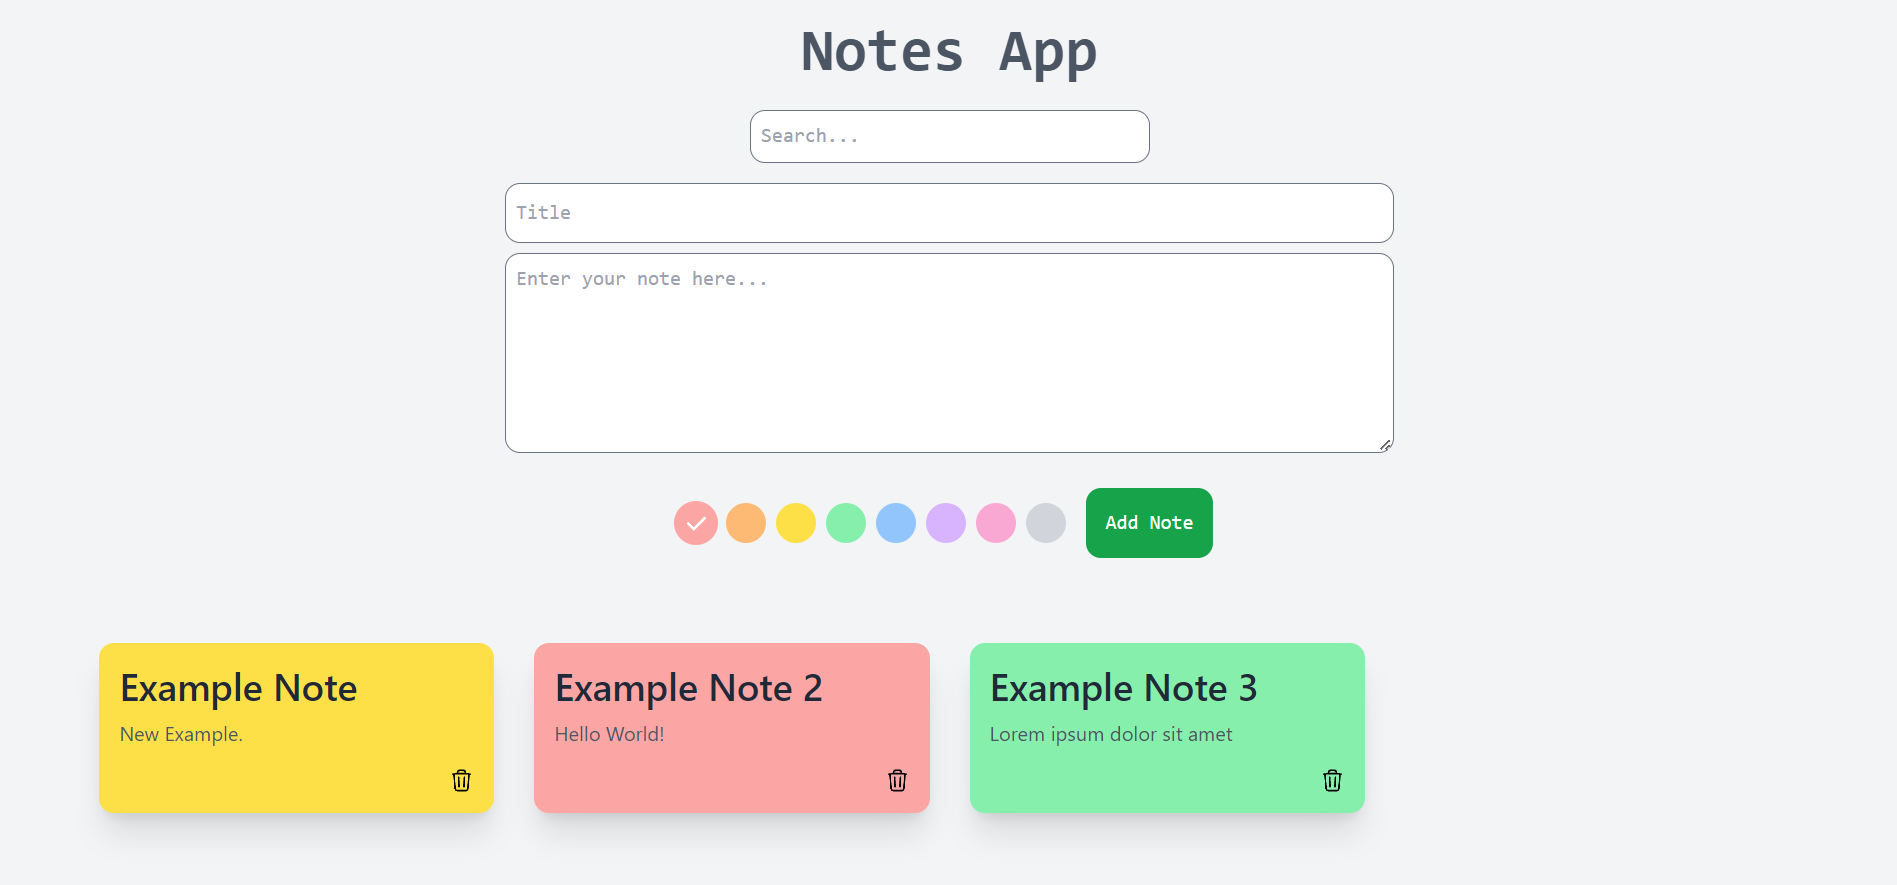 Notes App
Search...
Title
Enter your note here...
Add Note
Example Note
New Example.
Example Note 2
Hello World!
Example Note 3
Lorem ipsum dolor sit amet